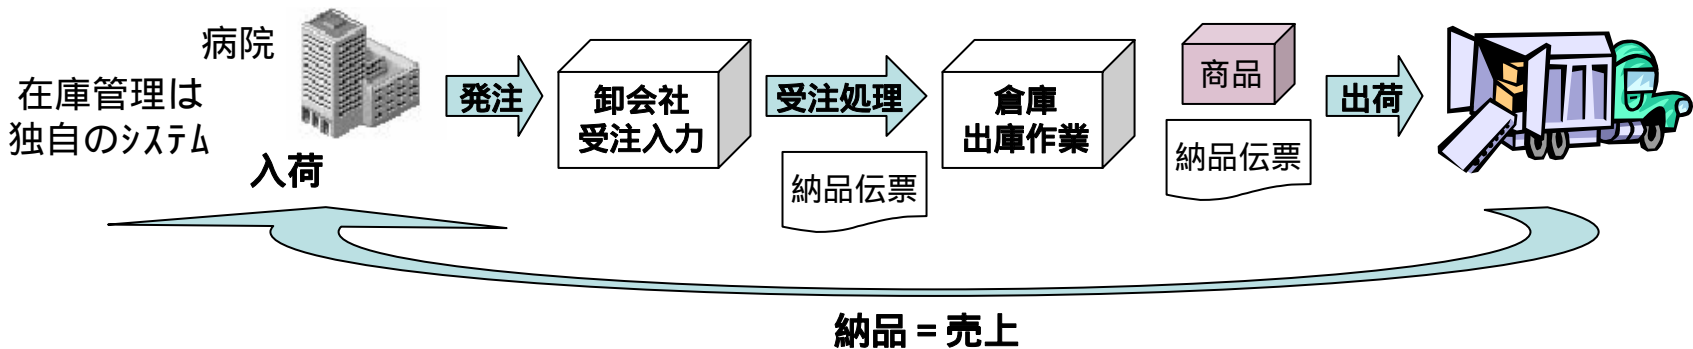 病院
在庫管理は
独自のｼｽﾃﾑ
入荷
発注
卸会社
受注入力
受注処理
納品伝票
倉庫
出庫作業
商品
納品伝票
出荷
納品 = 売上